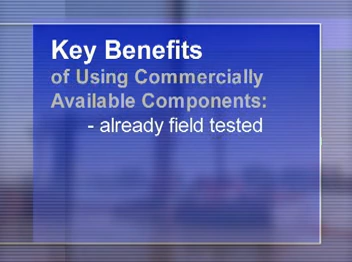 Key Benefits
of Using Commercially
Available Components:
- already field tested